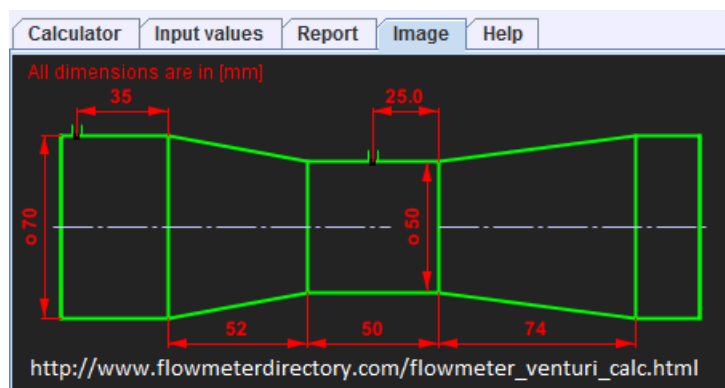 Calculator Input values Report Image Help
All dimensions are in [mm]
35 25.0
o 70 o 50
52 50 74
http://www.flowmeterdirectory.com/flowmeter_venturi_calc.html